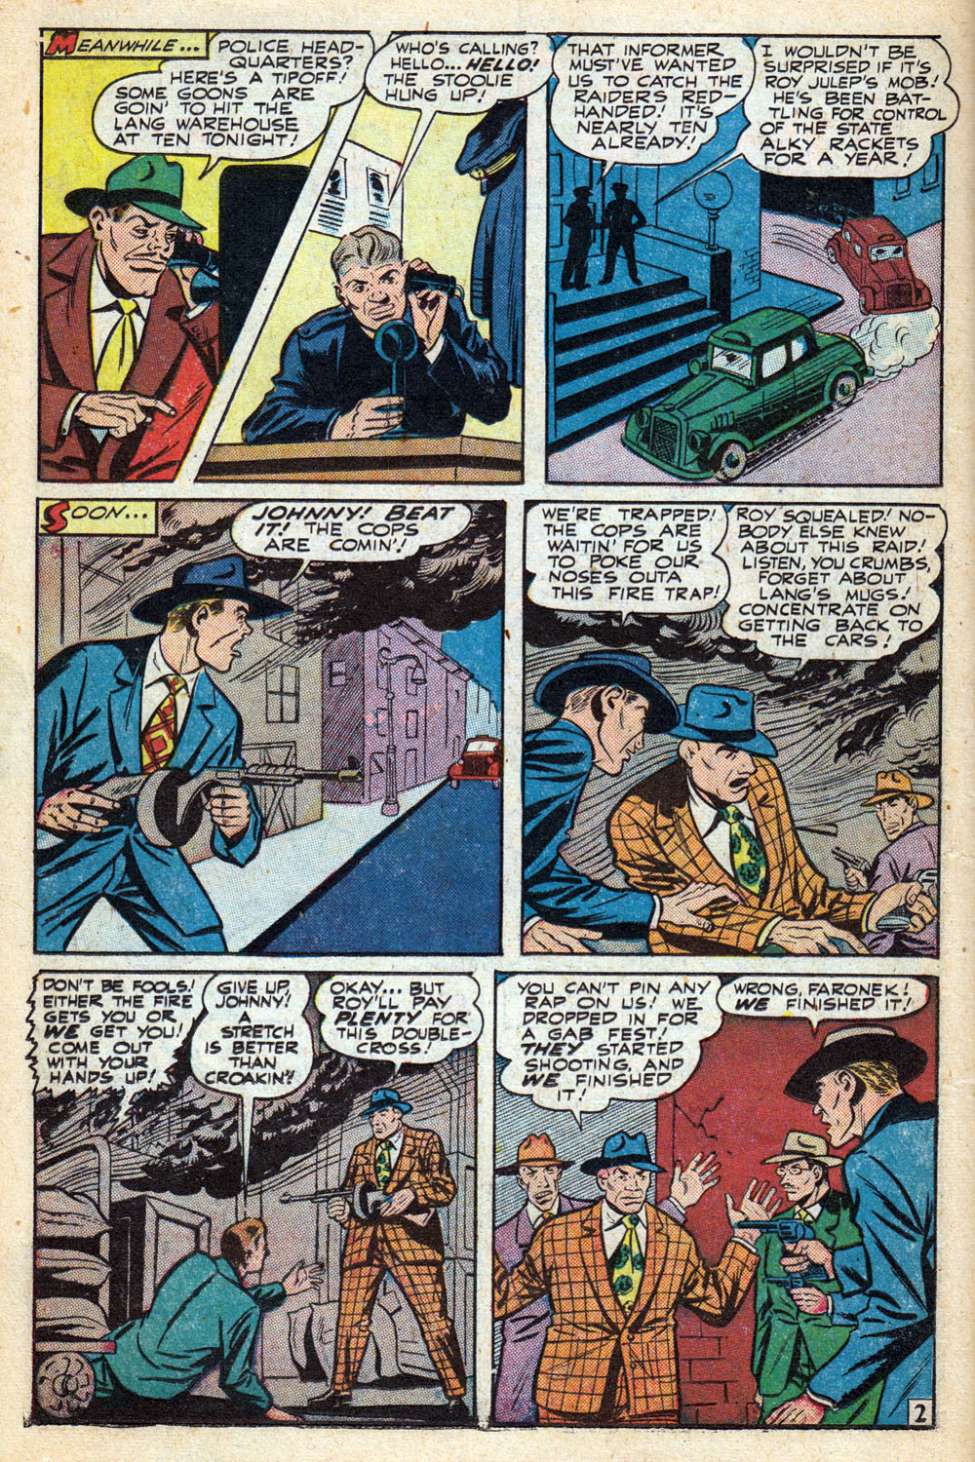 MEANWHILE...
POLICE HEAD-
QUARTERS?
HERE'S A TIPOFF!
SOME GOONS ARE
GOIN' TO HIT THE
LANG WAREHOUSE
AT TEN TONIGHT!
WHO'S CALLING?
HELLO... HELLO!
THE STOOLIE
HUNG UP!
THAT INFORMER
MUST'VE WANTED
US TO CATCH THE
RAIDERS RED-
HANDED! IT'S
NEARLY TEN
ALREADY!
I WOULDN'T BE
SURPRISED IF IT'S
ROY JULEP'S MOB!
HE'S BEEN BAT-
TLING FOR CONTROL
OF THE STATE
ALKY RACKETS
FOR A YEAR!
SOON...
JOHNNY! BEAT
IT! THE COPS
ARE COMIN'!
WE'RE TRAPPED!
THE COPS ARE
WAITIN' FOR US
TO POKE OUR
NOSES OUTA
THIS FIRE TRAP!
ROY SQUEALED! NO-
BODY ELSE KNEW
ABOUT THIS RAID!
LISTEN, YOU CRUMBS,
FORGET ABOUT
LANG'S MUGS!
CONCENTRATE ON
GETTING BACK TO
THE CARS!
DON'T BE FOOLS!
EITHER THE FIRE
GETS YOU OR
WE GET YOU!
COME OUT
WITH YOUR
HANDS UP!
GIVE UP,
JOHNNY!
A
STRETCH
IS BETTER
THAN
CROAKIN'!
OKAY... BUT
ROY'LL PAY
PLENTY FOR
THIS DOUBLE-
CROSS!
YOU CAN'T PIN ANY
RAP ON US! WE
DROPPED IN FOR
A GAB FEST!
THEY STARTED
SHOOTING, AND
WE FINISHED
IT!
WRONG, FARONEK!
WE FINISHED IT!
2